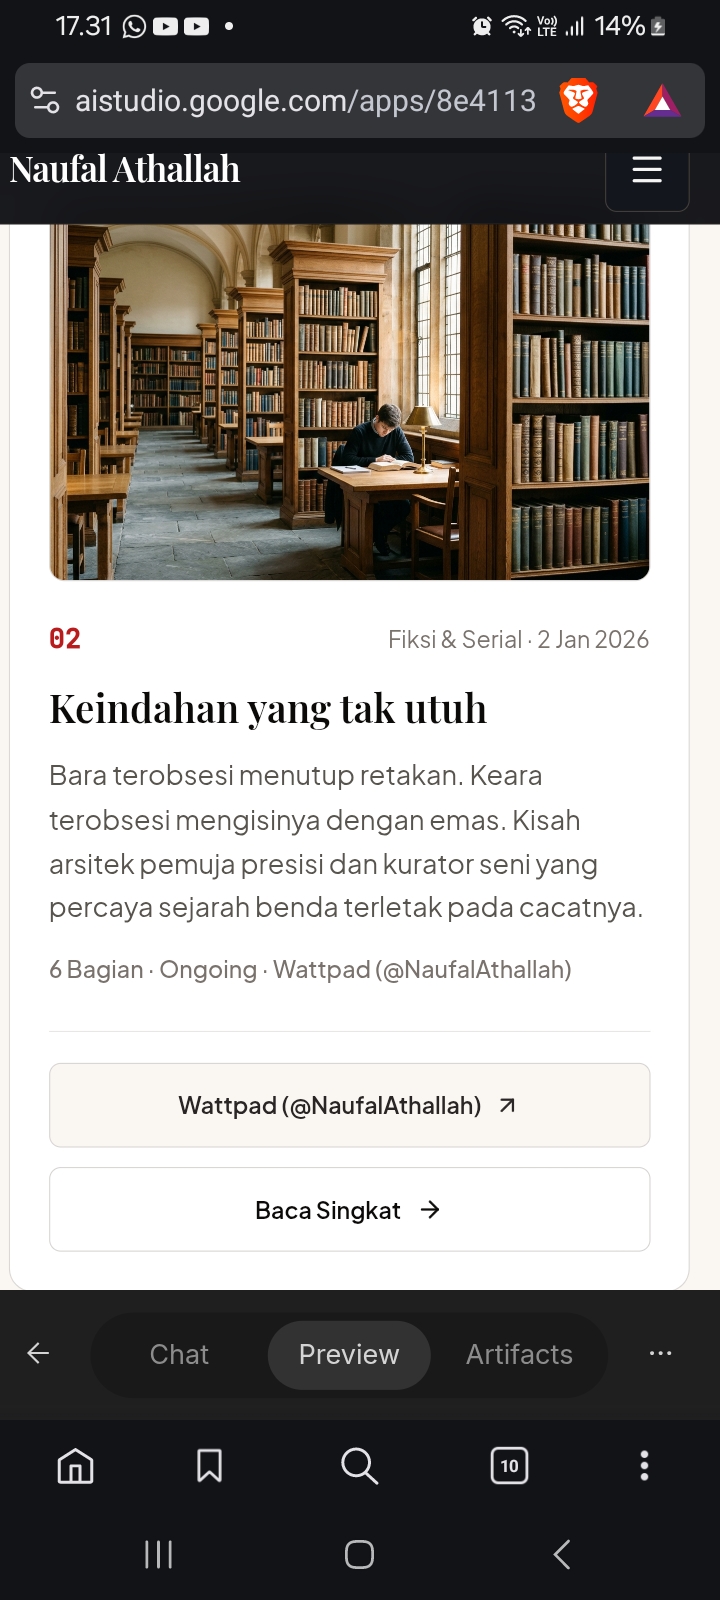 17.31
Vo))
LTE
14%
aistudio.google.com/apps/8e4113
Naufal Athallah
02
Fiksi & Serial · 2 Jan 2026
Keindahan yang tak utuh
Bara terobsesi menutup retakan. Keara
terobsesi mengisinya dengan emas. Kisah
arsitek pemuja presisi dan kurator seni yang
percaya sejarah benda terletak pada cacatnya.
6 Bagian · Ongoing · Wattpad (@NaufalAthallah)
Wattpad (@NaufalAthallah)
Baca Singkat
Chat
Preview
Artifacts
10